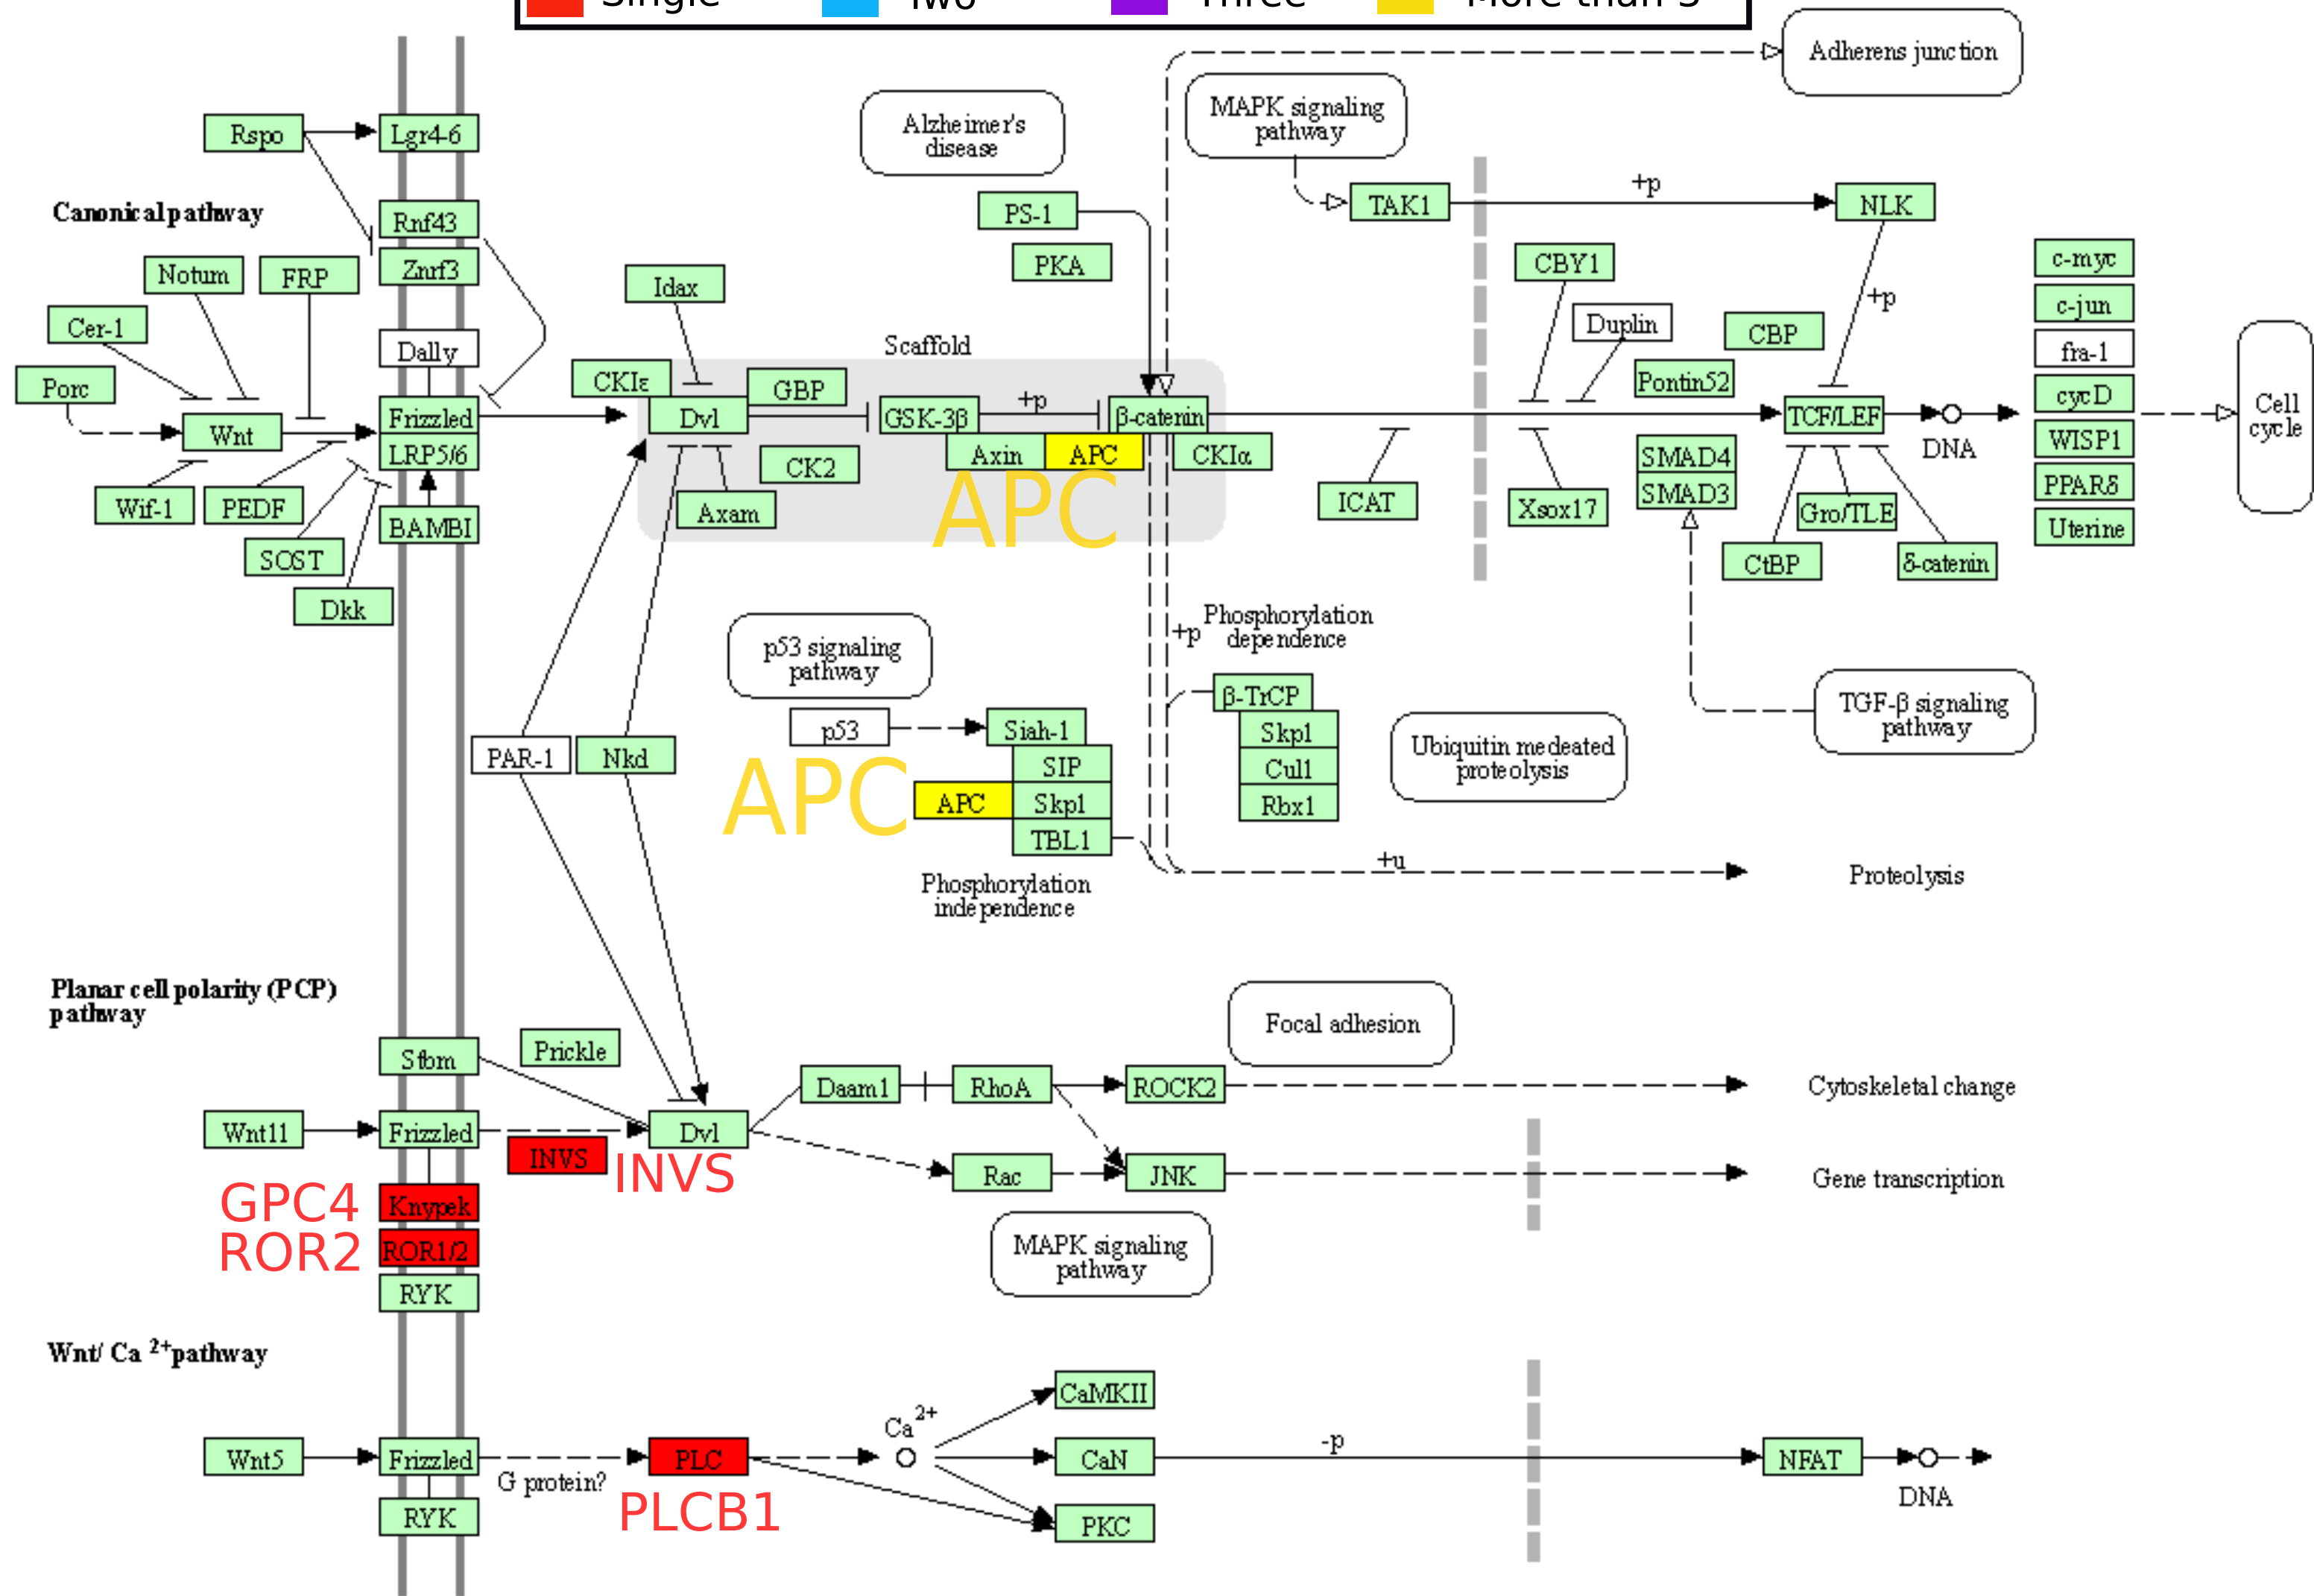 Single Two Three More than 3
Adherens junction
MAPK signaling
pathway
Alzheimer's
disease
Rspo
Lgr4-6
Canonical pathway
Rnf43
Znrf3
PS-1
PKA
TAK1
+p
NLK
Notum
FRP
Idax
CBY1
c-myc
Cer-1
Dally
Scaffold
Duplin
CBP
+p
c-jun
fra-1
Porc
CKIε
GBP
Pontin52
cycD
Wnt
Frizzled
LRP5/6
Dvl
GSK-3β
+p
β-catenin
TCF/LEF
DNA
Cell
cycle
Axin
APC
CKIα
CK2
SMAD4
SMAD3
WISP1
PPARδ
Uterine
Wif-1
PEDF
BAMBI
Axam
APC
ICAT
Xsox17
Gro/TLE
SOST
CtBP
δ-catenin
Dkk
p53 signaling
pathway
+p
Phosphorylation
dependence
β-TrCP
Skp1
Cul1
Rbx1
TGF-β signaling
pathway
PAR-1
Nkd
p53
Siah-1
SIP
APC
APC
Skp1
TBL1
Ubiquitin medeated
proteolysis
+u
Proteolysis
Phosphorylation
independence
Planar cell polarity (PCP)
pathway
Focal adhesion
Stbm
Prickle
Daam1
RhoA
ROCK2
Cytoskeletal change
Wnt11
Frizzled
Dvl
INVS
INVS
Rac
JNK
Gene transcription
GPC4
Knypek
ROR2
ROR1/2
RYK
MAPK signaling
pathway
Wnt/ Ca 2+ pathway
CaMKII
Ca 2+
Wnt5
Frizzled
G protein?
PLC
CaN
-p
NFAT
DNA
PLCB1
RYK
PKC